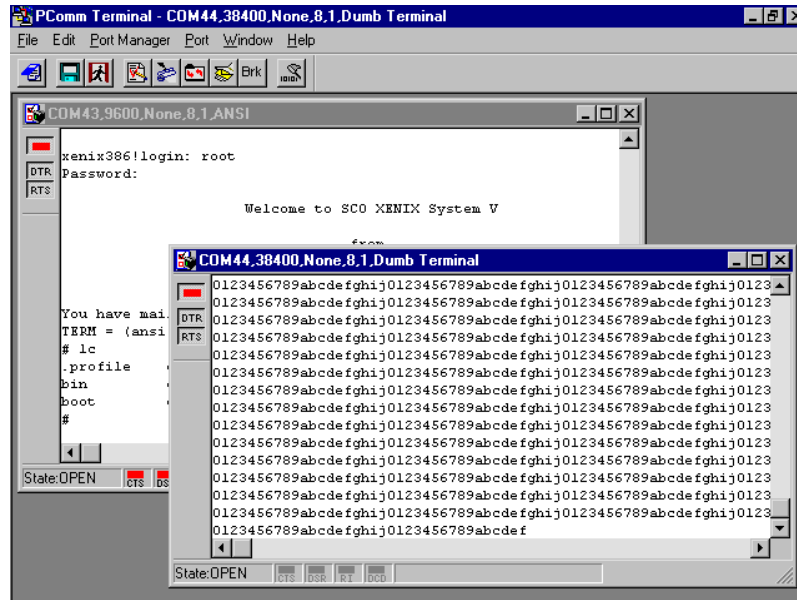 PComm Terminal - COM44,38400,None,8,1,Dumb Terminal
File Edit Port Manager Port Window Help
Brk
COM43,9600,None,8,1,ANSI
DTR
RTS
xenix386!login: root
Password:
Welcome to SCO XENIX System V
from
You have mai
TERM = (ansi
# lc
.profile
bin
boot
#
State:OPEN CTS DS
COM44,38400,None,8,1,Dumb Terminal
DTR
RTS
0123456789abcdefghij0123456789abcdefghij0123456789abcdefghij0123
0123456789abcdefghij0123456789abcdefghij0123456789abcdefghij0123
0123456789abcdefghij0123456789abcdefghij0123456789abcdefghij0123
0123456789abcdefghij0123456789abcdefghij0123456789abcdefghij0123
0123456789abcdefghij0123456789abcdefghij0123456789abcdefghij0123
0123456789abcdefghij0123456789abcdefghij0123456789abcdefghij0123
0123456789abcdefghij0123456789abcdefghij0123456789abcdefghij0123
0123456789abcdefghij0123456789abcdefghij0123456789abcdefghij0123
0123456789abcdefghij0123456789abcdefghij0123456789abcdefghij0123
0123456789abcdefghij0123456789abcdefghij0123456789abcdefghij0123
0123456789abcdefghij0123456789abcdefghij0123456789abcdefghij0123
0123456789abcdefghij0123456789abcdefghij0123456789abcdefghij0123
0123456789abcdefghij0123456789abcdefghij0123456789abcdefghij0123
0123456789abcdefghij0123456789abcdefghij0123456789abcdefghij0123
0123456789abcdefghij0123456789abcdef
State:OPEN CTS DSR RI DCD